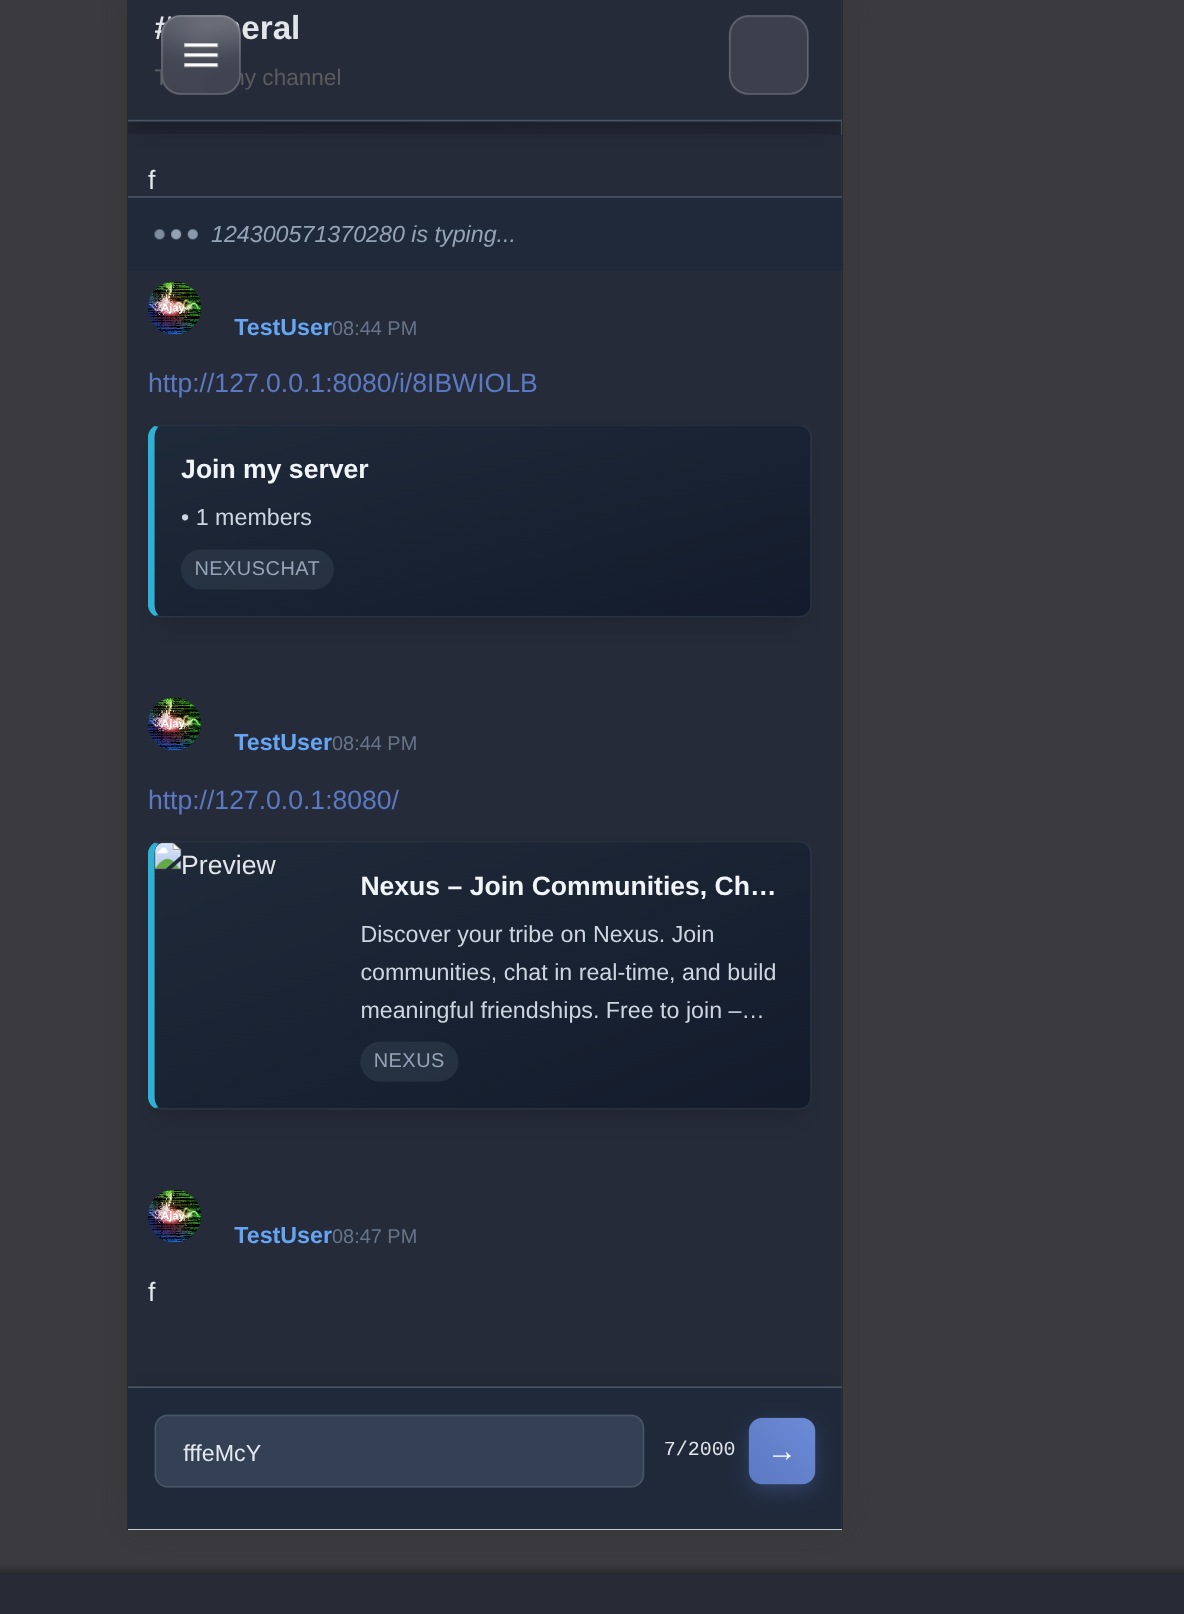 #
eral
T
ny channel
f
124300571370280 is typing...
TestUser08:44 PM
http://127.0.0.1:8080/i/8IBWIOLB
Join my server
• 1 members
NEXUSCHAT
TestUser08:44 PM
http://127.0.0.1:8080/
Preview
Nexus – Join Communities, Ch…
Discover your tribe on Nexus. Join
communities, chat in real-time, and build
meaningful friendships. Free to join –…
NEXUS
TestUser08:47 PM
f
fffeMcY
7/2000
→